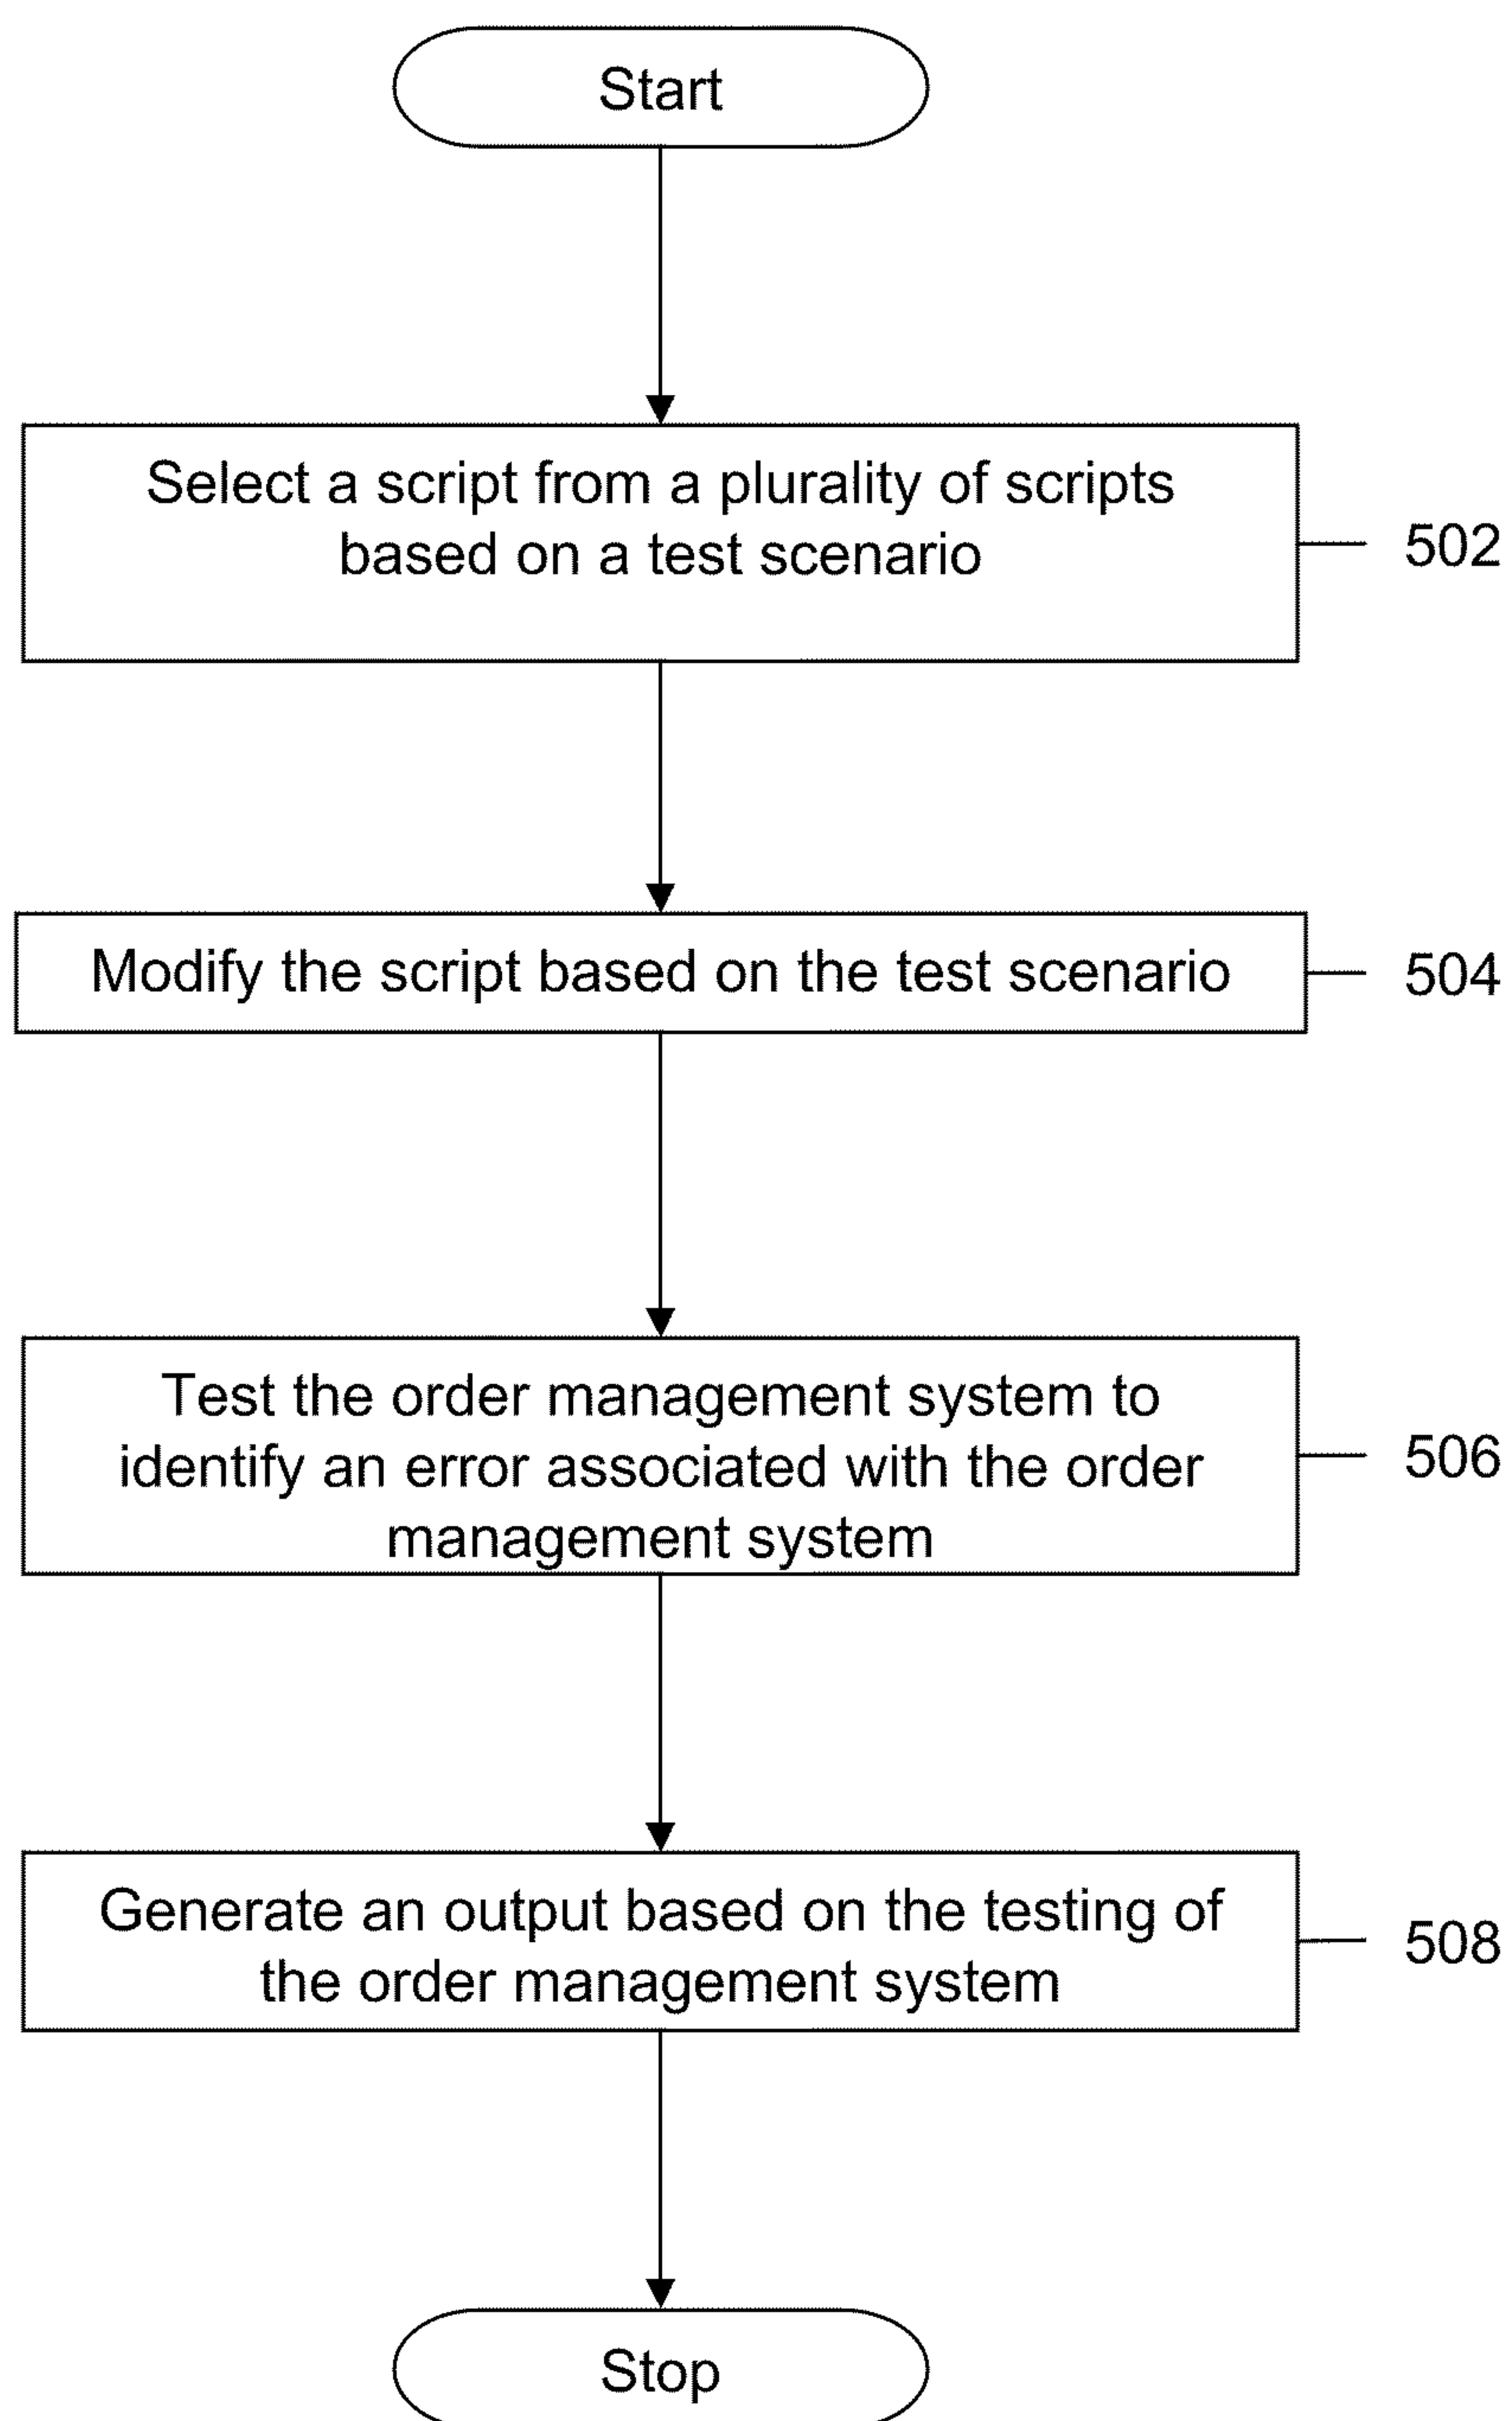 Start
Select a script from a plurality of scripts
based on a test scenario
502
Modify the script based on the test scenario
504
Test the order management system to
identify an error associated with the order
management system
506
Generate an output based on the testing of
the order management system
508
Stop